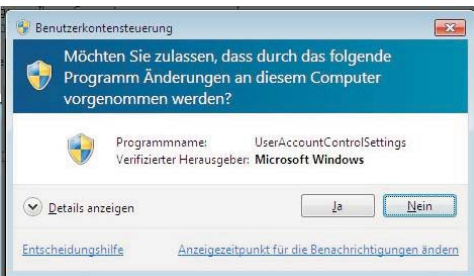 Benutzerkontensteuerung
Möchten Sie zulassen, dass durch das folgende
Programm Änderungen an diesem Computer
vorgenommen werden?
Programmname: UserAccountControlSettings
Verifizierter Herausgeber: Microsoft Windows
Details anzeigen
Ja
Nein
Entscheidungshilfe
Anzeigezeitpunkt für die Benachrichtigungen ändern